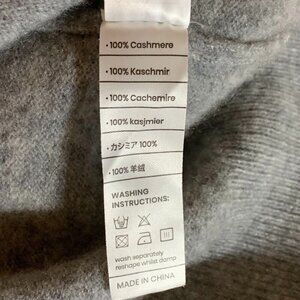 • 100% Cashmere
• 100% Kaschmir
• 100% Cachemire
• 100% kasjmier
• カシミア 100%
• 100% 羊绒
WASHING
INSTRUCTIONS:
wash separately
reshape whilst damp
MADE IN CHINA